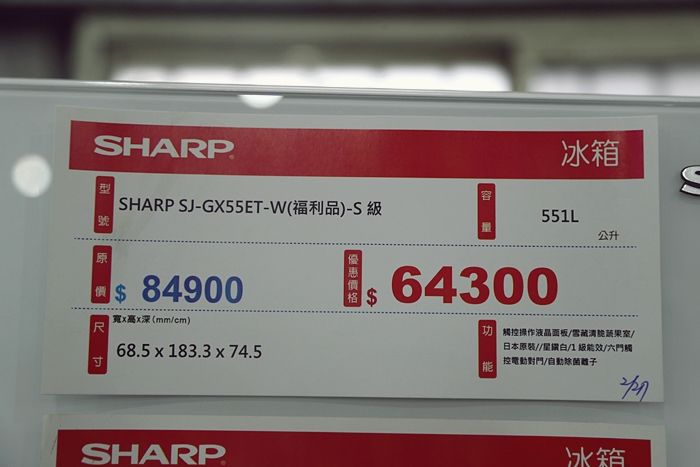 SHARP 冰箱
型號 SHARP SJ-GX55ET-W(福利品)-S 級 容量 551L 公升
原價 $ 84900 優惠價格 $ 64300
尺寸 寬x高x深(mm/cm)
68.5 x 183.3 x 74.5
功能 觸控操作液晶面板/雪藏清脆蔬果室/
日本原裝//星鑽白/1 級能效/六門觸
控電動對門/自動除菌離子
2/27
SHARP 冰箱
S